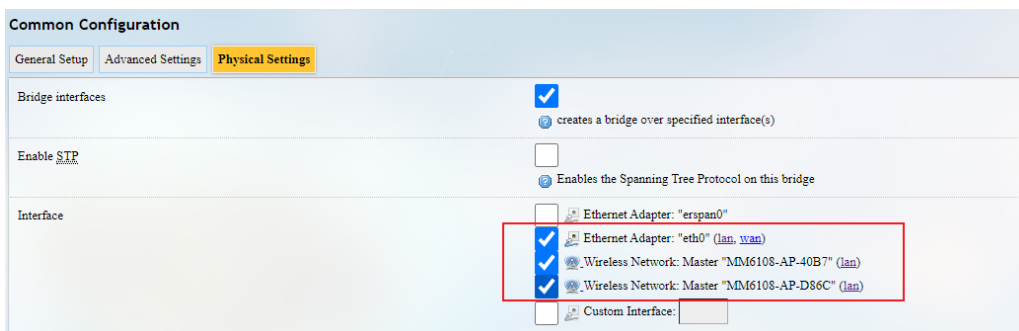 Common Configuration
General Setup Advanced Settings Physical Settings
Bridge interfaces
creates a bridge over specified interface(s)
Enable STP
Enables the Spanning Tree Protocol on this bridge
Interface
Ethernet Adapter: "erspan0"
Ethernet Adapter: "eth0" (lan, wan)
Wireless Network: Master "MM6108-AP-40B7" (lan)
Wireless Network: Master "MM6108-AP-D86C" (lan)
Custom Interface: